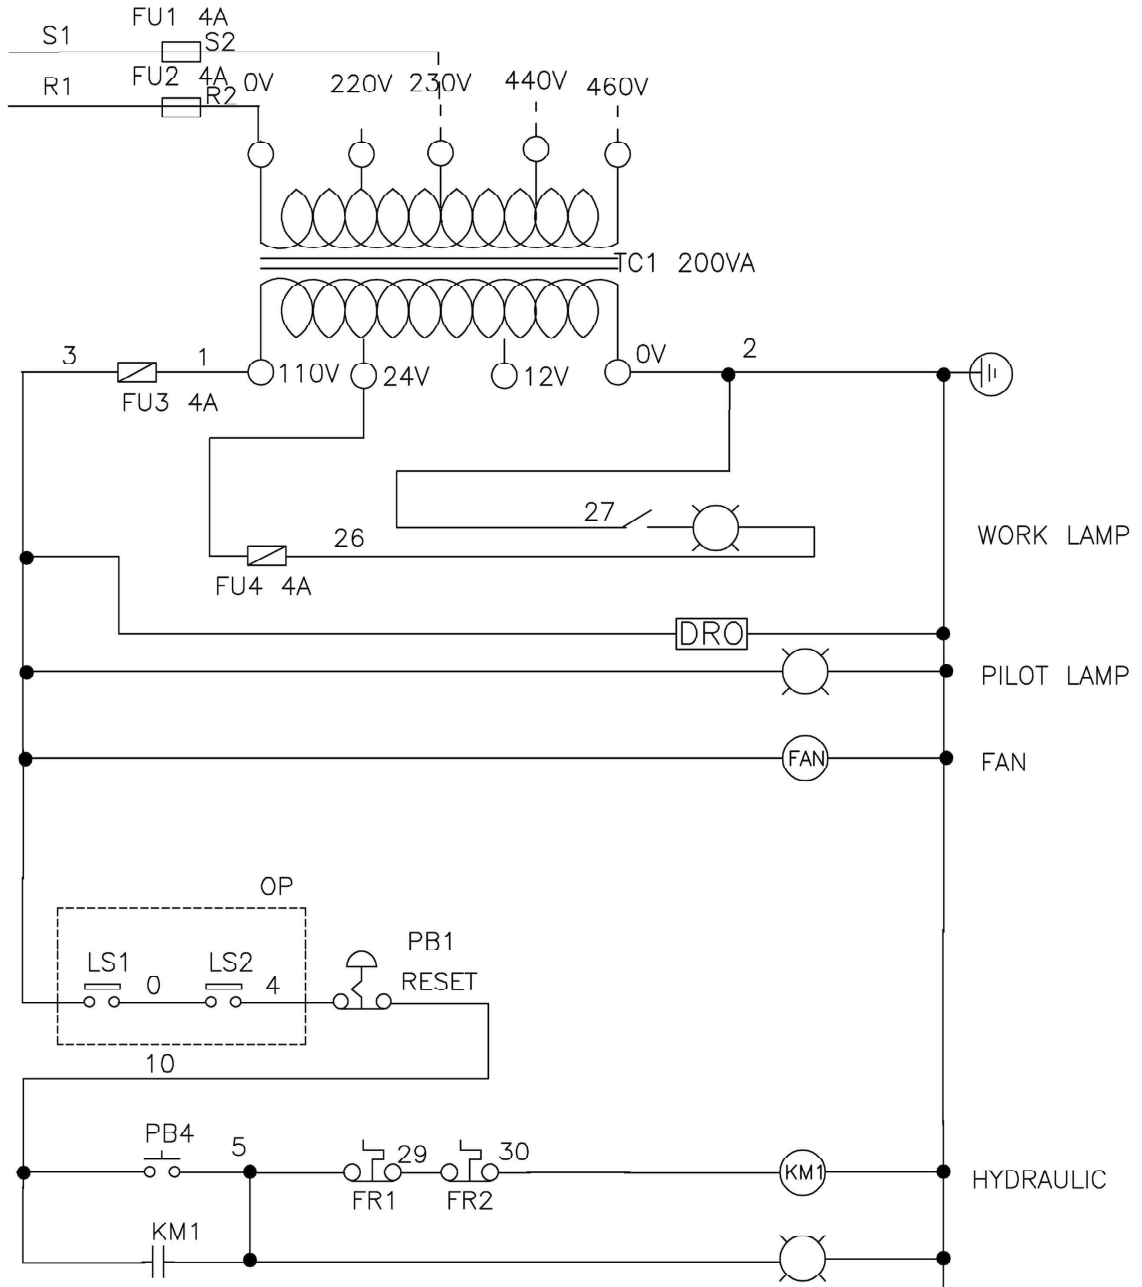 FU1 4A
S1 S2
FU2 4A 0V 220V 230V 440V 460V
R1 R2
TC1 200VA
3 1 110V 24V 12V 0V 2
FU3 4A
27
26 WORK LAMP
FU4 4A
DRO
PILOT LAMP
FAN FAN
OP
PB1
LS1 LS2
0 4 RESET
10
PB4 5 29 30
KM1 HYDRAULIC
FR1 FR2
KM1